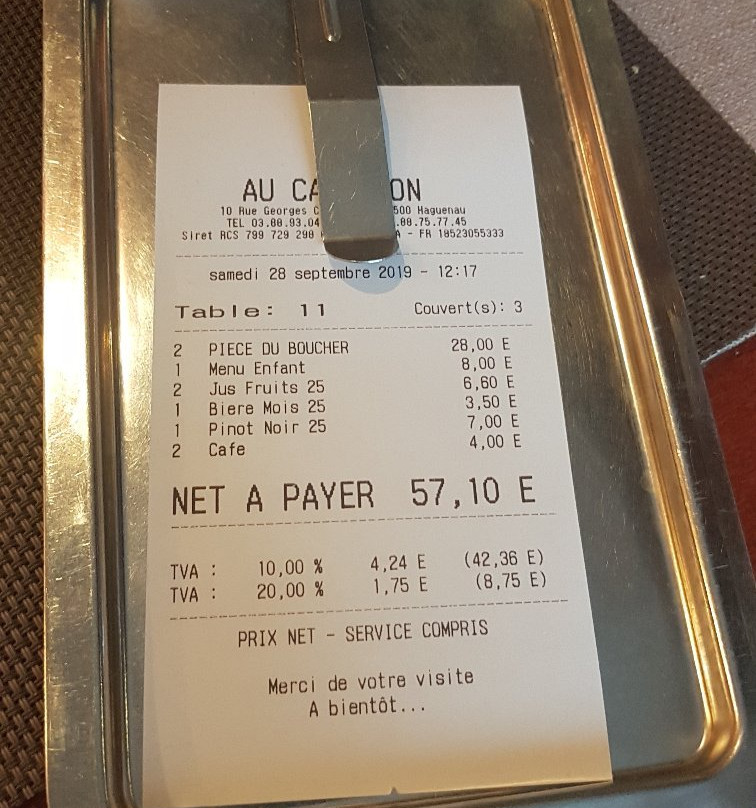 AU CA ON
10 Rue Georges C 500 Haguenau
TEL 03.88.93.04 .88.75.77.45
Siret RCS 799 729 298 A - FR 18523055333
samedi 28 septembre 2019 - 12:17
Table: 11 Couvert(s): 3
2 PIECE DU BOUCHER 28,00 E
1 Menu Enfant 8,00 E
2 Jus Fruits 25 6,60 E
1 Biere Mois 25 3,50 E
1 Pinot Noir 25 7,00 E
2 Cafe 4,00 E
NET A PAYER 57,10 E
TVA : 10,00 % 4,24 E (42,36 E)
TVA : 20,00 % 1,75 E (8,75 E)
PRIX NET - SERVICE COMPRIS
Merci de votre visite
A bientôt...